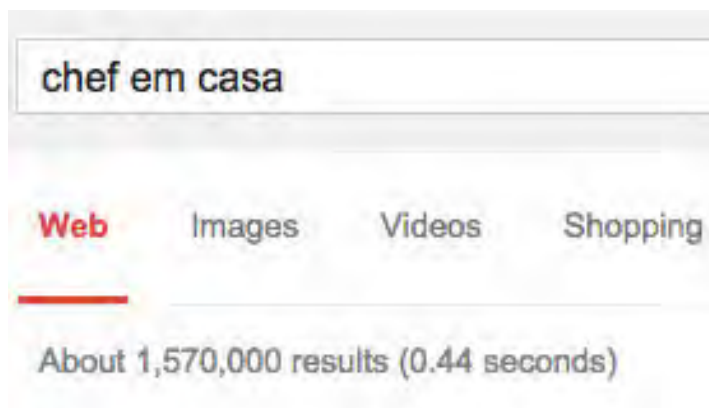 chef em casa
Web Images Videos Shopping
About 1,570,000 results (0.44 seconds)